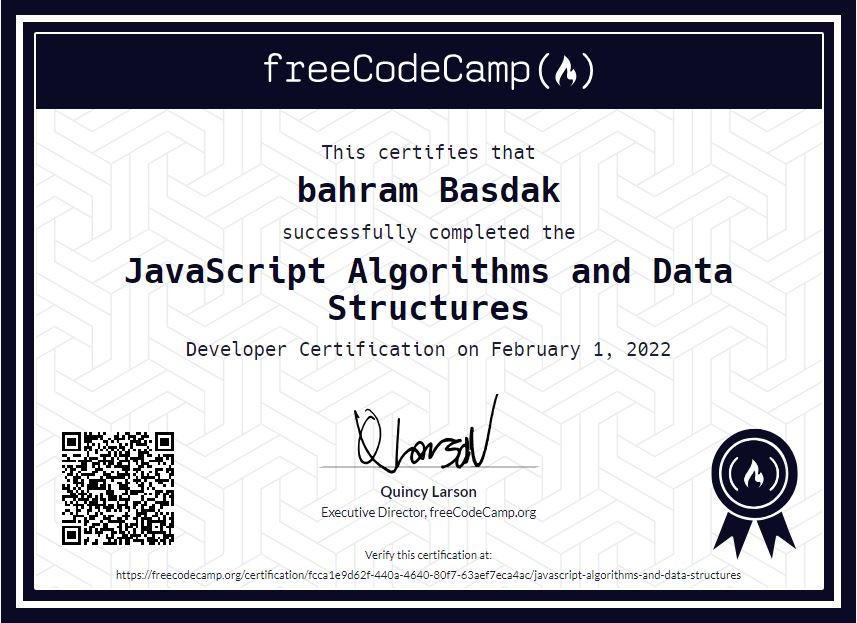 freeCodeCamp
This certifies that
bahram Basdak
successfully completed the
JavaScript Algorithms and Data
Structures
Developer Certification on February 1, 2022
QLarson
Quincy Larson
Executive Director, freeCodeCamp.org
Verify this certification at:
https://freecodecamp.org/certification/fcca1e9d62f-440a-4640-80f7-63aef7eca4ac/javascript-algorithms-and-data-structures